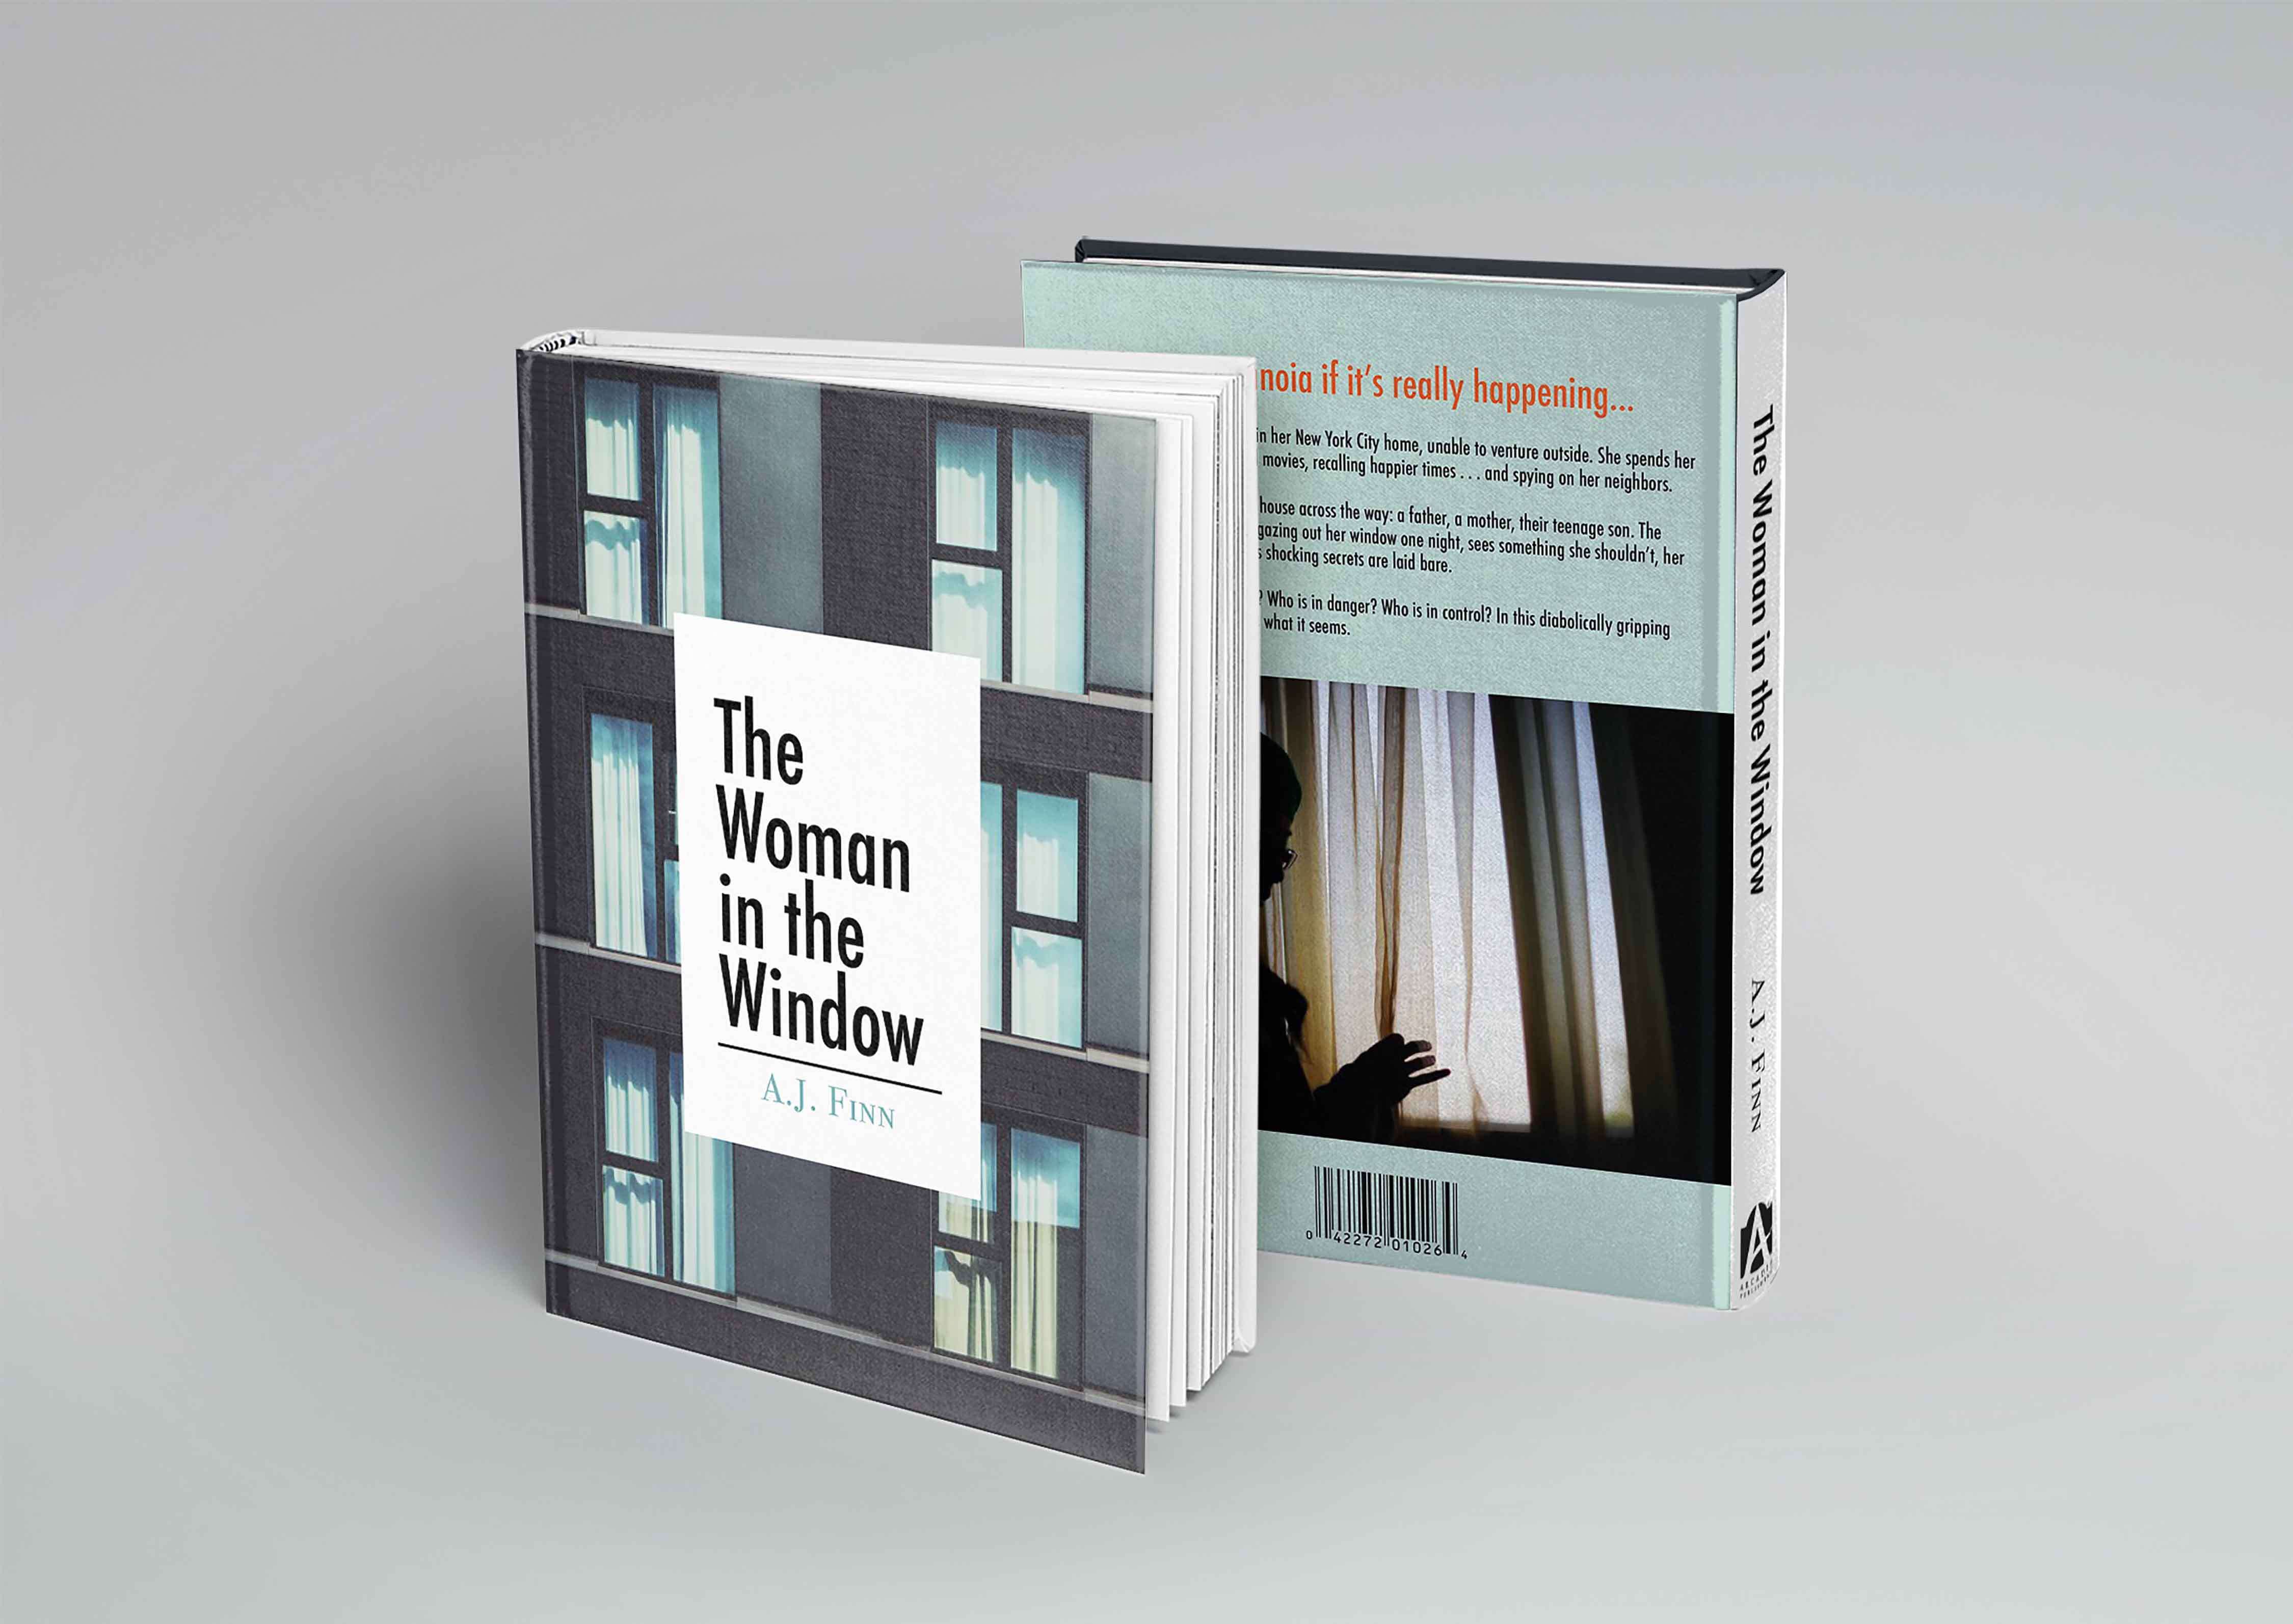 The
Woman
in the
Window
A.J. Finn
noia if it's really happening...
in her New York City home, unable to venture outside. She spends her
movies, recalling happier times . . . and spying on her neighbors.
house across the way: a father, a mother, their teenage son. The
gazing out her window one night, sees something she shouldn't, her
s shocking secrets are laid bare.
? Who is in danger? Who is in control? In this diabolically gripping
what it seems.
0 42272 01026 4
The Woman in the Window A.J. Finn
A